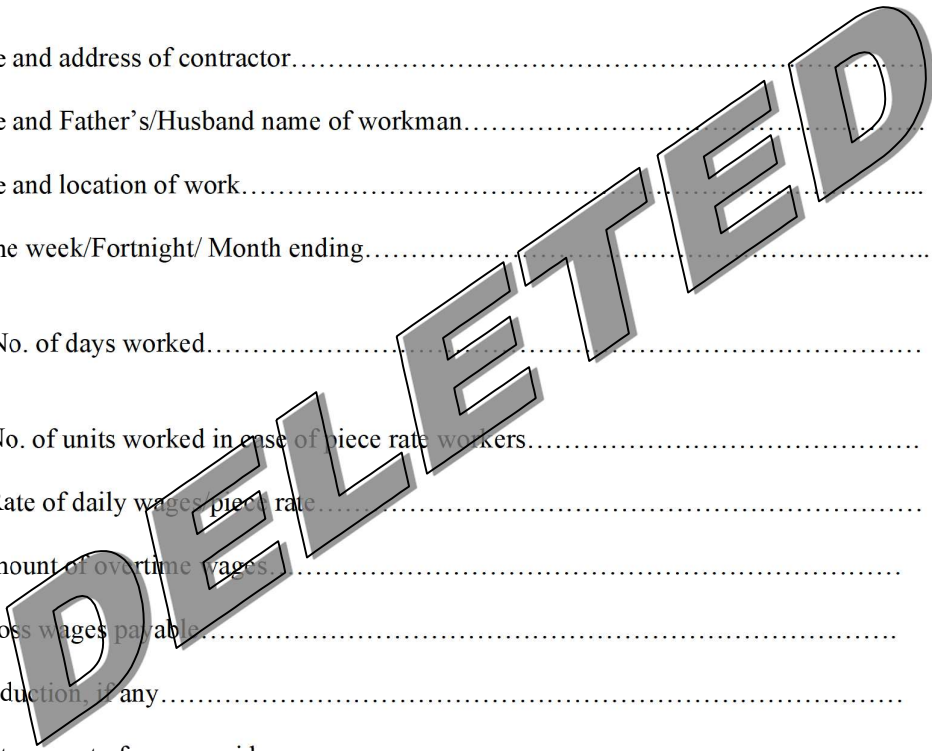 e and address of contractor……………………………………………………………
e and Father’s/Husband name of workman…………………………………………….
e and location of work…………………………………………………………………...
he week/Fortnight/ Month ending……………………………………………………..
No. of days worked……………………………………………………………………
No. of units worked in case of piece rate workers……………………………………
Rate of daily wages/piece rate…………………………………………………………
mount of overtime wages………………………………………………………………
oss wages payable………………………………………………………………………
duction, if any……………………………………………………………………………
DELETED